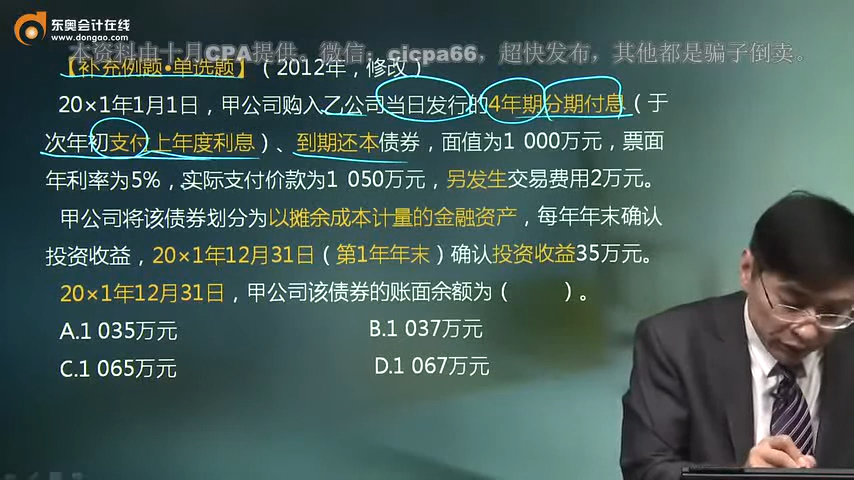 东奥会计在线
www.dongao.com
本资料由十月CPA提供。微信：cicpa66，超快发布，其他都是骗子倒卖。
【补充例题•单选题】（2012年，修改）
20×1年1月1日，甲公司购入乙公司当日发行的4年期分期付息（于
次年初支付上年度利息）、到期还本债券，面值为1 000万元，票面
年利率为5%，实际支付价款为1 050万元，另发生交易费用2万元。
甲公司将该债券划分为以摊余成本计量的金融资产，每年年末确认
投资收益，20×1年12月31日（第1年年末）确认投资收益35万元。
20×1年12月31日，甲公司该债券的账面余额为（　　）。
A.1 035万元 B.1 037万元
C.1 065万元 D.1 067万元